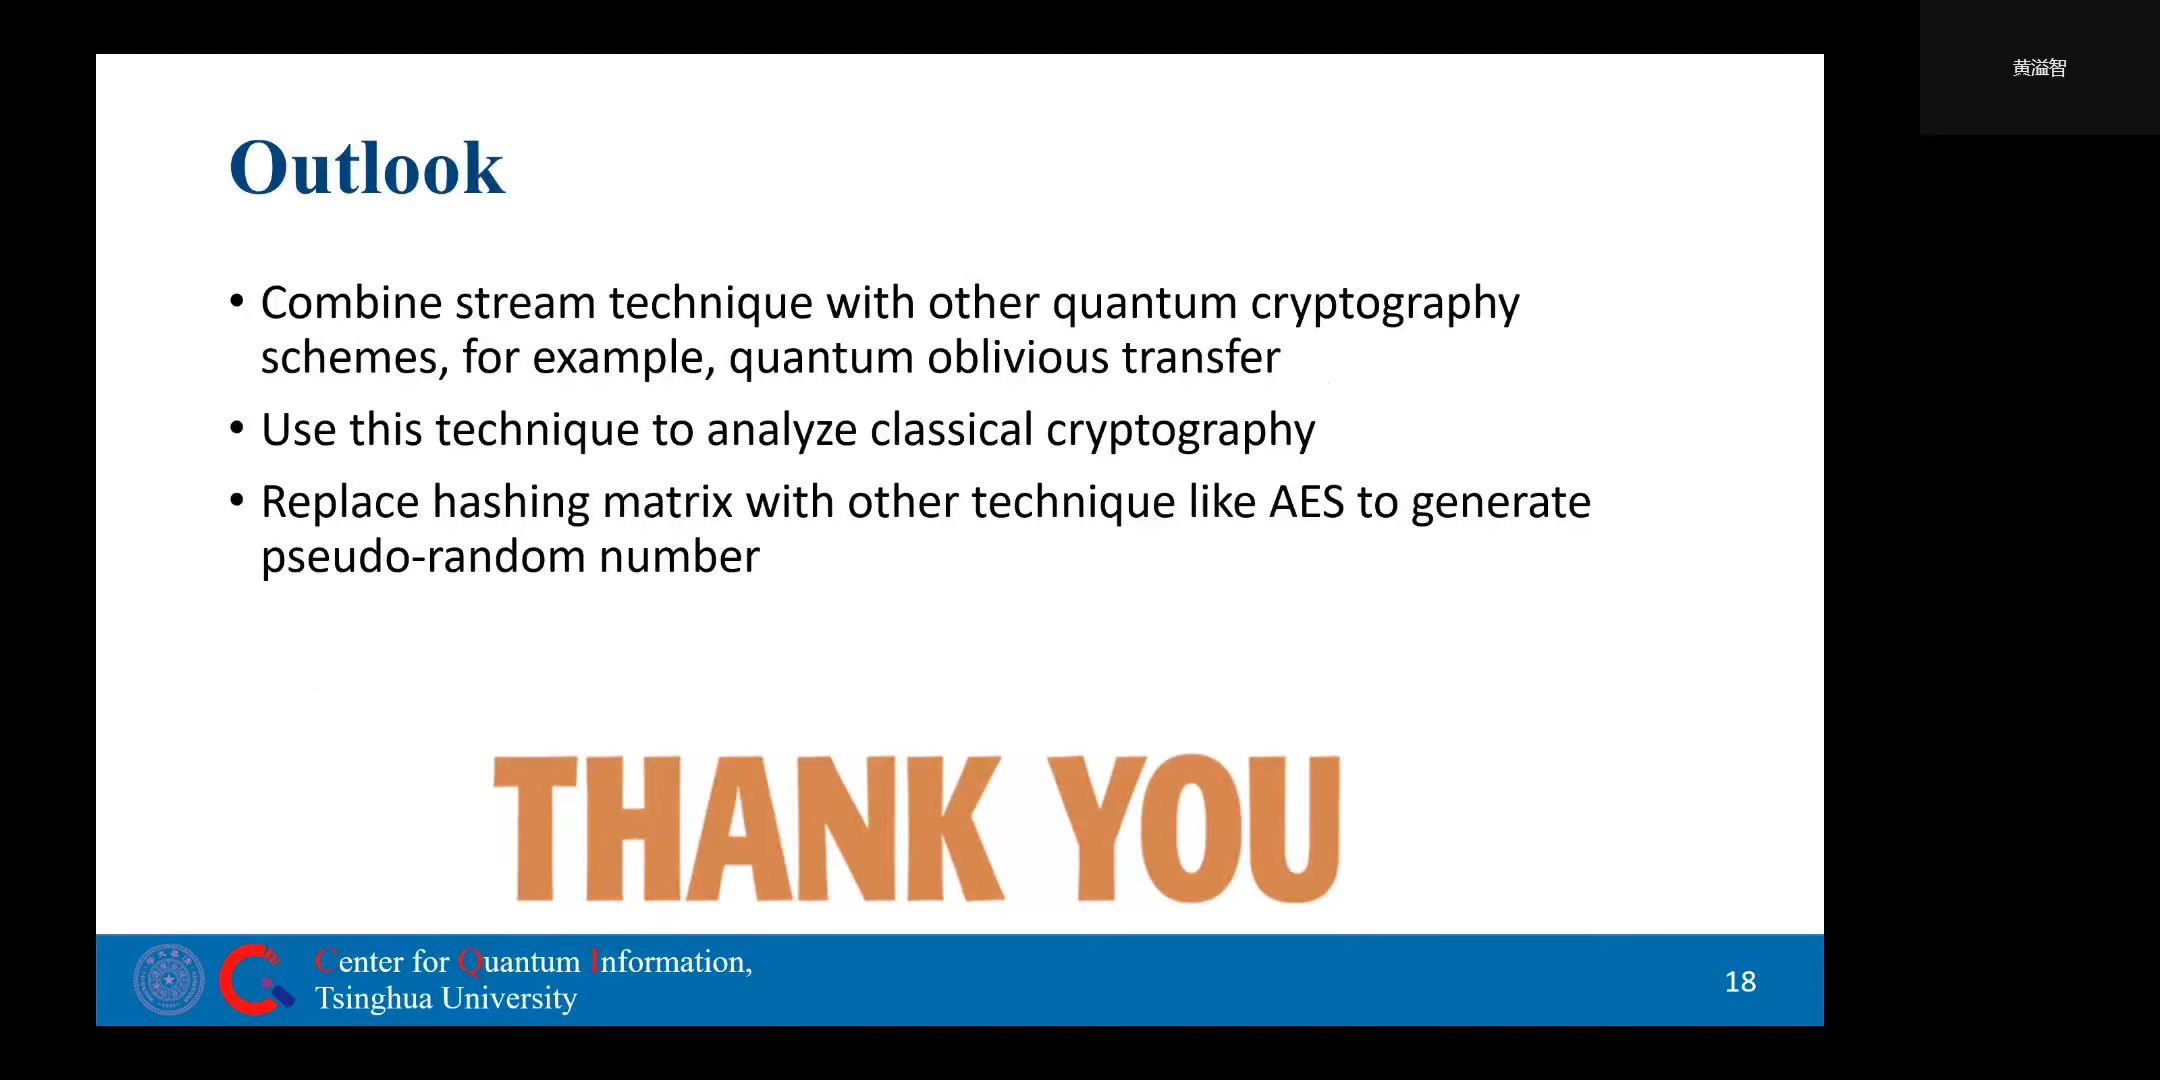 黄溢智
Outlook
• Combine stream technique with other quantum cryptography
schemes, for example, quantum oblivious transfer
• Use this technique to analyze classical cryptography
• Replace hashing matrix with other technique like AES to generate
pseudo-random number
THANK YOU
Center for Quantum Information,
Tsinghua University
18